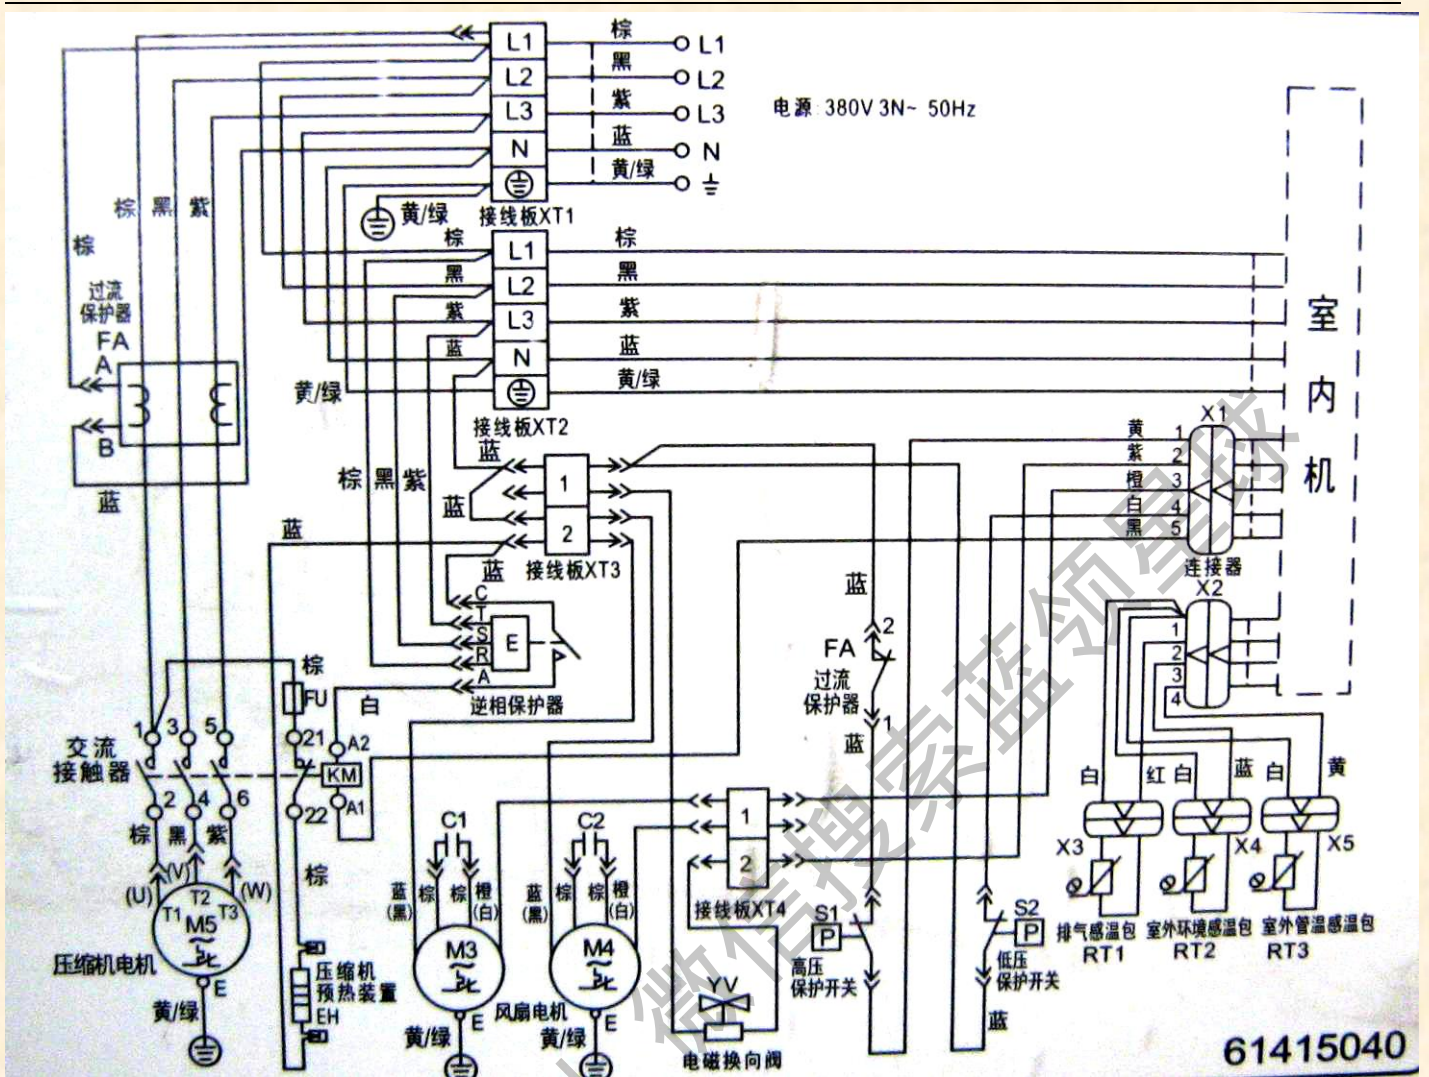 棕
L1 L1
黑
L2 L2
电源: 380V 3N~ 50Hz
紫
L3 L3
蓝
N N
黄/绿
棕 黑 紫
黄/绿 接线板XT1
棕
棕 L1 棕
黑 L2 黑
过流
保护器
FA
A
紫 L3 紫
蓝 N 蓝
黄/绿 黄/绿
接线板XT2
室内机
B
蓝
棕 黑 紫
蓝
蓝
蓝
1
2
接线板XT3
蓝
X1
黄 1
紫 2
橙 3
白 4
黑 5
连接器
X2
1
2
3
4
C
T
S
R
A
E
逆相保护器
蓝
2
FA
过流
保护器
1
蓝
棕
FU
白
1 3 5 21 A2
交流
接触器
KM
2 4 6 22 A1
棕 黑 紫
棕
(U) (V) (W)
T1 T2 T3
M5
压缩机电机
E
黄/绿
压缩机
预热装置
EH
C1 C2
蓝(黑) 棕 棕 橙(白)
蓝(黑) 棕 棕 橙(白)
M3 M4
风扇电机
E E
黄/绿 黄/绿
1
2
接线板XT4
YV
电磁换向阀
S1
P
高压
保护开关
S2
P
低压
保护开关
蓝
白 红 白 蓝 白 黄
X3 X4 X5
排气感温包 室外环境感温包 室外管温感温包
RT1 RT2 RT3
61415040
微信搜索蓝领星球